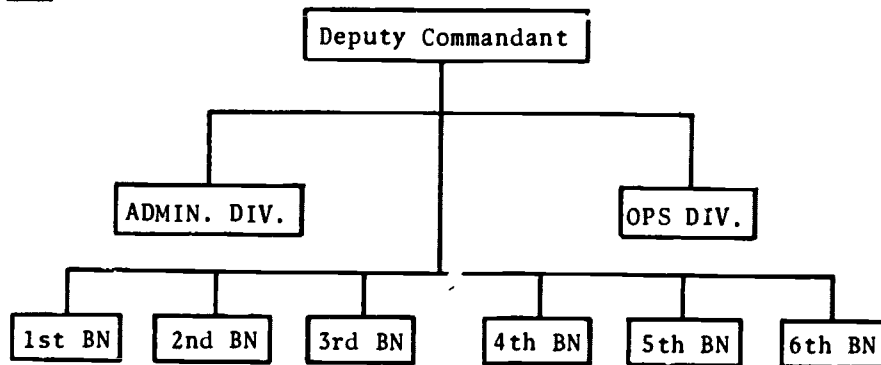 Deputy Commandant
ADMIN. DIV.
OPS DIV.
1st BN
2nd BN
3rd BN
4th BN
5th BN
6th BN